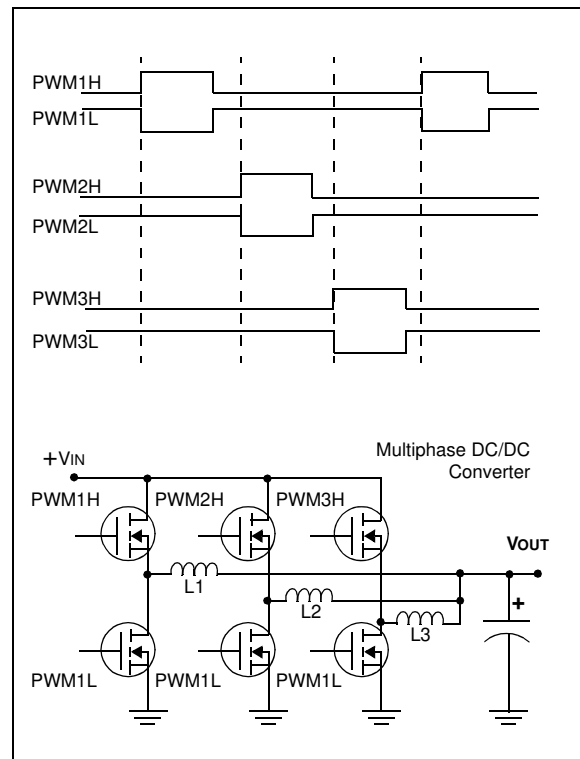 PWM1H
PWM1L
PWM2H
PWM2L
PWM3H
PWM3L
Multiphase DC/DC
Converter
+VIN
PWM1H PWM2H PWM3H
VOUT
L1
L2
L3
+
PWM1L PWM1L PWM1L